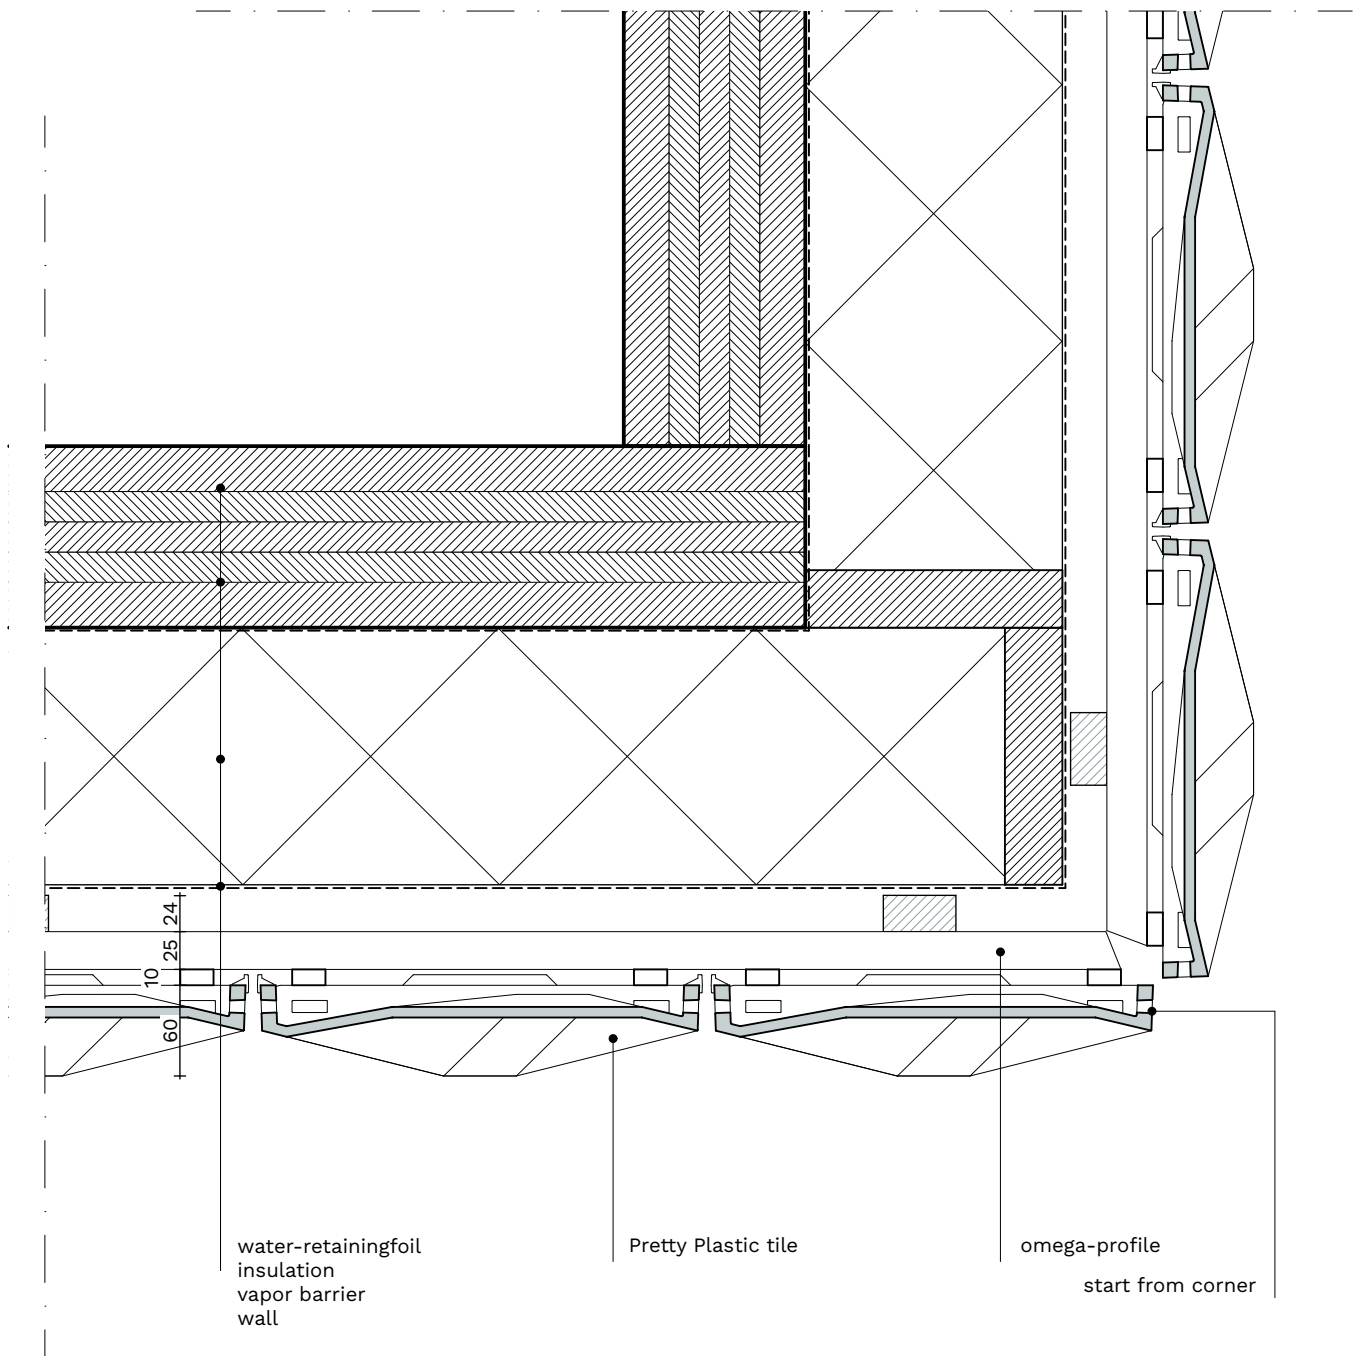 24
25
10
60
water-retainingfoil
insulation
vapor barrier
wall
Pretty Plastic tile
omega-profile
start from corner